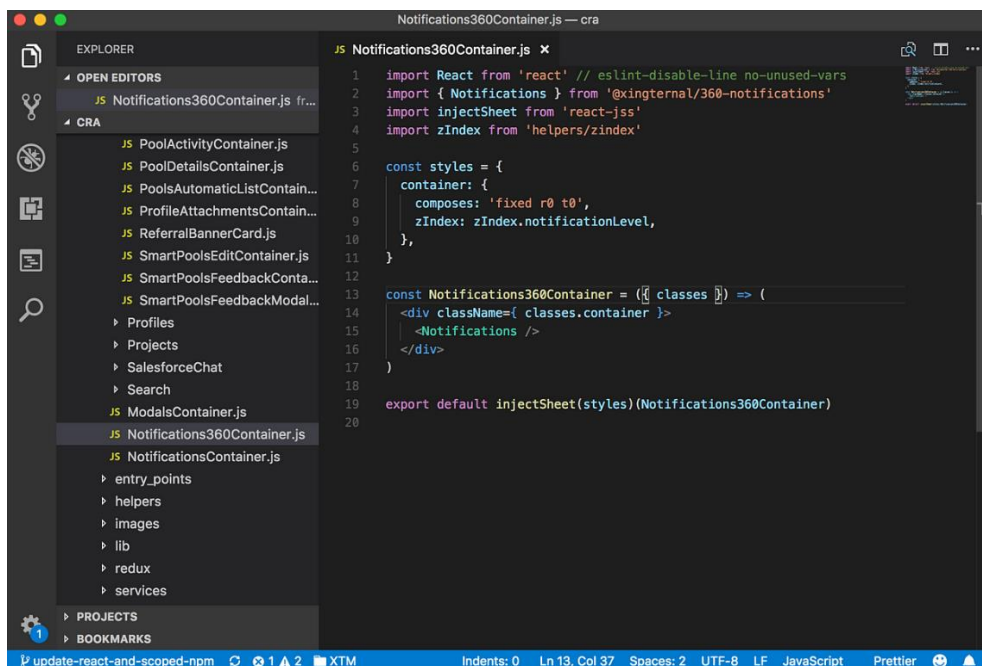 Notifications360Container.js — cra
EXPLORER
OPEN EDITORS
JS Notifications360Container.js fr...
CRA
JS PoolActivityContainer.js
JS PoolDetailsContainer.js
JS PoolsAutomaticListContain...
JS ProfileAttachmentsContain...
JS ReferralBannerCard.js
JS SmartPoolsEditContainer.js
JS SmartPoolsFeedbackConta...
JS SmartPoolsFeedbackModal...
Profiles
Projects
SalesforceChat
Search
JS ModalsContainer.js
JS Notifications360Container.js
JS NotificationsContainer.js
entry_points
helpers
images
lib
redux
services
PROJECTS
BOOKMARKS
1
JS Notifications360Container.js ×
1 import React from 'react' // eslint-disable-line no-unused-vars
2 import { Notifications } from '@xingternal/360-notifications'
3 import injectSheet from 'react-jss'
4 import zIndex from 'helpers/zindex'
5
6 const styles = {
7 container: {
8 composes: 'fixed r0 t0',
9 zIndex: zIndex.notificationLevel,
10 },
11 }
12
13 const Notifications360Container = ({ classes }) => (
14 <div className={ classes.container }>
15 <Notifications />
16 </div>
17 )
18
19 export default injectSheet(styles)(Notifications360Container)
20
update-react-and-scoped-npm 1 2 XTM Indents: 0 Ln 13, Col 37 Spaces: 2 UTF-8 LF JavaScript Prettier